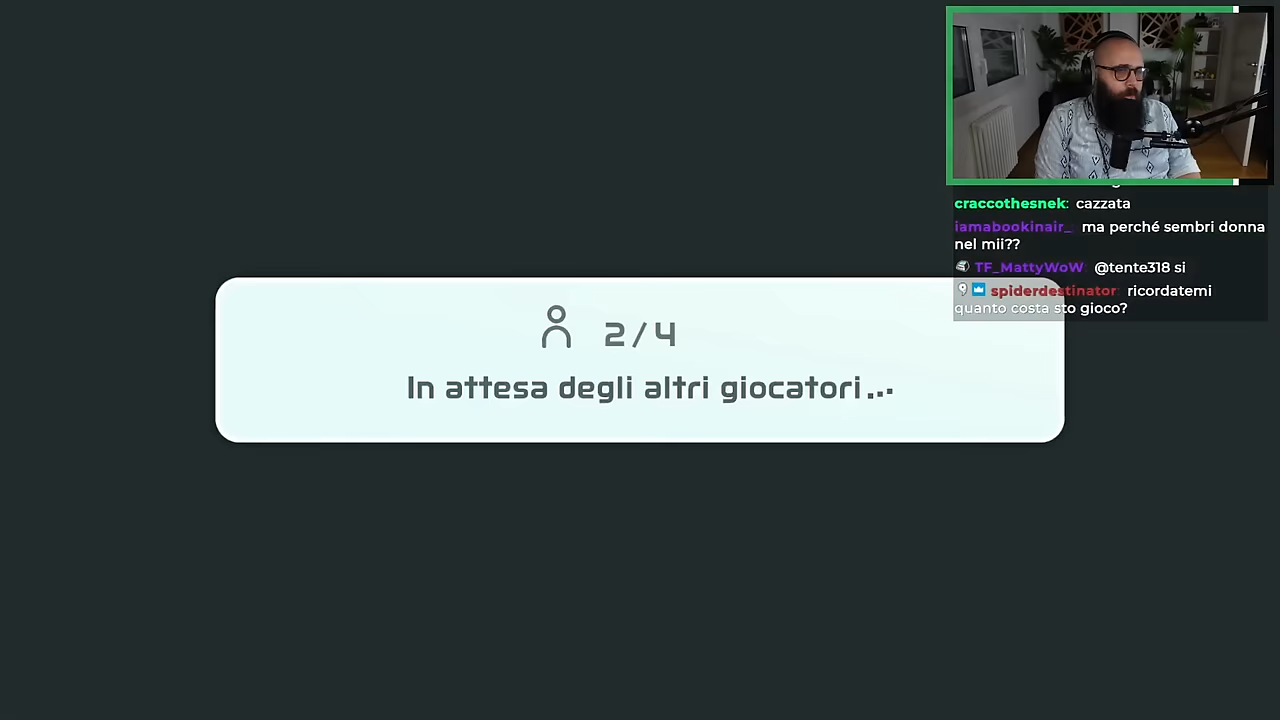 craccothesnek: cazzata
iamabookinair_: ma perché sembri donna
nel mii??
TF_MattyWoW: @tente318 si
spiderdestinator: ricordatemi
quanto costa sto gioco?
2/4
In attesa degli altri giocatori...